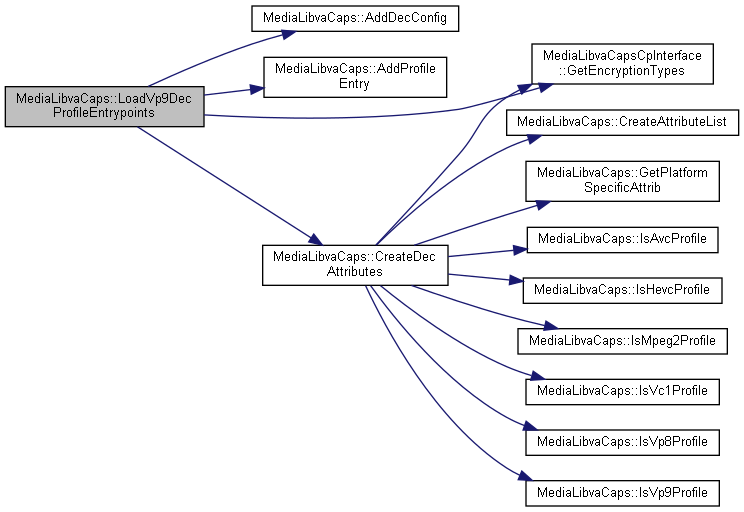 MediaLibvaCaps::LoadVp9Dec
ProfileEntrypoints
MediaLibvaCaps::AddDecConfig
MediaLibvaCaps::AddProfile
Entry
MediaLibvaCaps::CreateDec
Attributes
MediaLibvaCapsCpInterface
::GetEncryptionTypes
MediaLibvaCaps::CreateAttributeList
MediaLibvaCaps::GetPlatform
SpecificAttrib
MediaLibvaCaps::IsAvcProfile
MediaLibvaCaps::IsHevcProfile
MediaLibvaCaps::IsMpeg2Profile
MediaLibvaCaps::IsVc1Profile
MediaLibvaCaps::IsVp8Profile
MediaLibvaCaps::IsVp9Profile